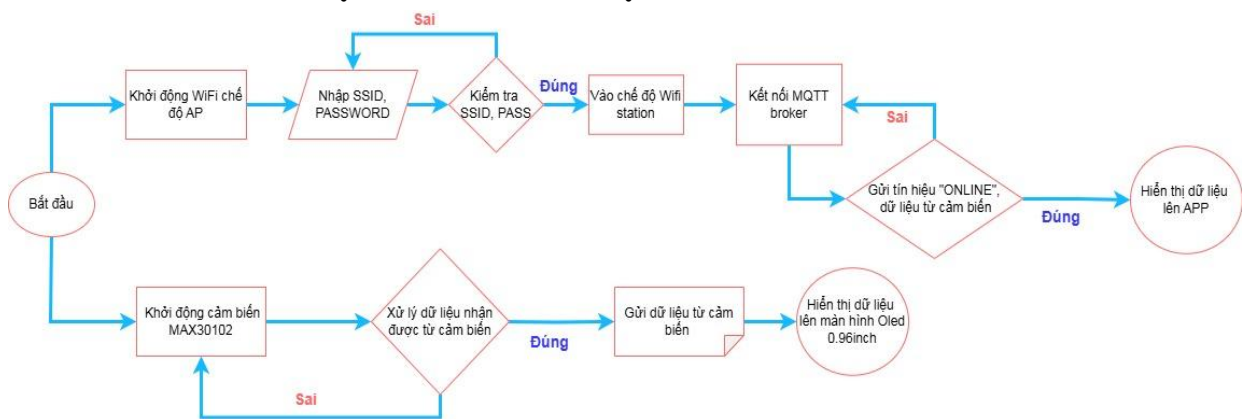 Sai
Khởi động WiFi chế
độ AP
Nhập SSID,
PASSWORD
Kiểm tra
SSID, PASS
Đúng
Vào chế độ Wifi
station
Kết nối MQTT
broker
Sai
Bắt đầu
Gửi tín hiệu "ONLINE",
dữ liệu từ cảm biến
Đúng
Hiển thị dữ liệu
lên APP
Khởi động cảm biến
MAX30102
Xử lý dữ liệu nhận
được từ cảm biến
Đúng
Gửi dữ liệu từ cảm
biến
Hiển thị dữ liệu
lên màn hình Oled
0.96inch
Sai